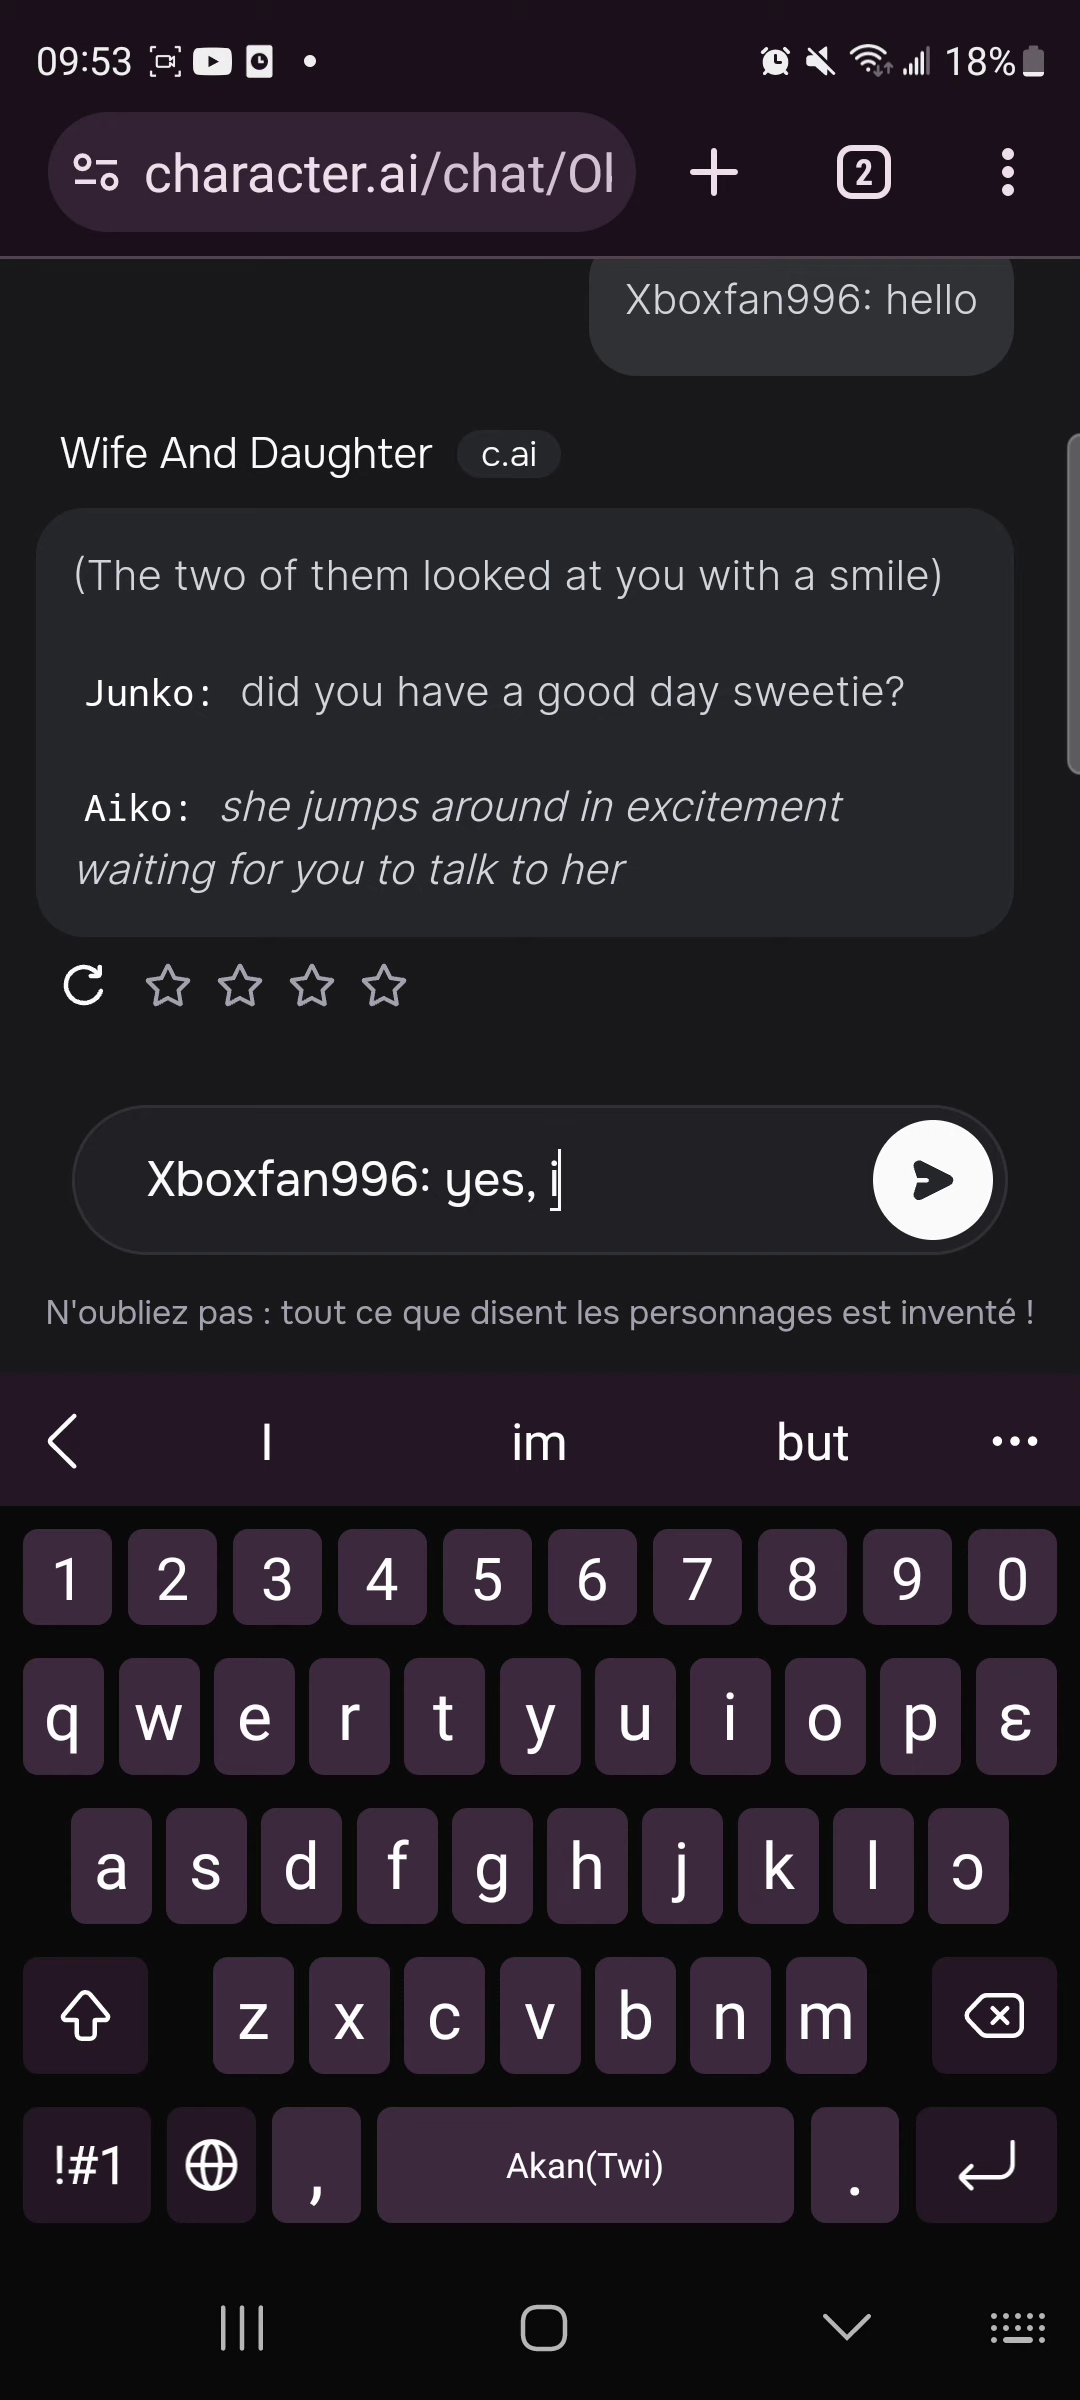 09:53
18%
character.ai/chat/Ol
2
Xboxfan996: hello
Wife And Daughter c.ai
(The two of them looked at you with a smile)
Junko: did you have a good day sweetie?
Aiko: she jumps around in excitement
waiting for you to talk to her
Xboxfan996: yes, i
N'oubliez pas : tout ce que disent les personnages est inventé !
I im but
1 2 3 4 5 6 7 8 9 0
q w e r t y u i o p ɛ
a s d f g h j k l ɔ
z x c v b n m
!#1 , Akan(Twi) .